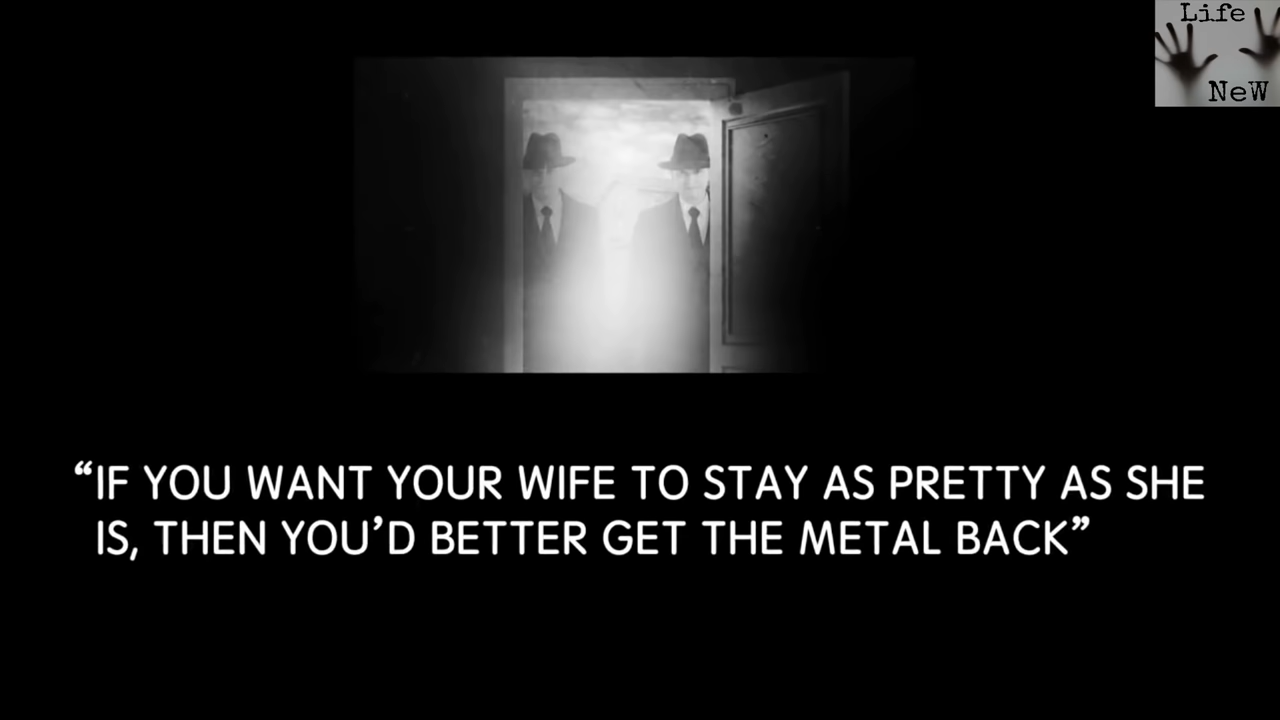 Life
NeW
“IF YOU WANT YOUR WIFE TO STAY AS PRETTY AS SHE
IS, THEN YOU’D BETTER GET THE METAL BACK”